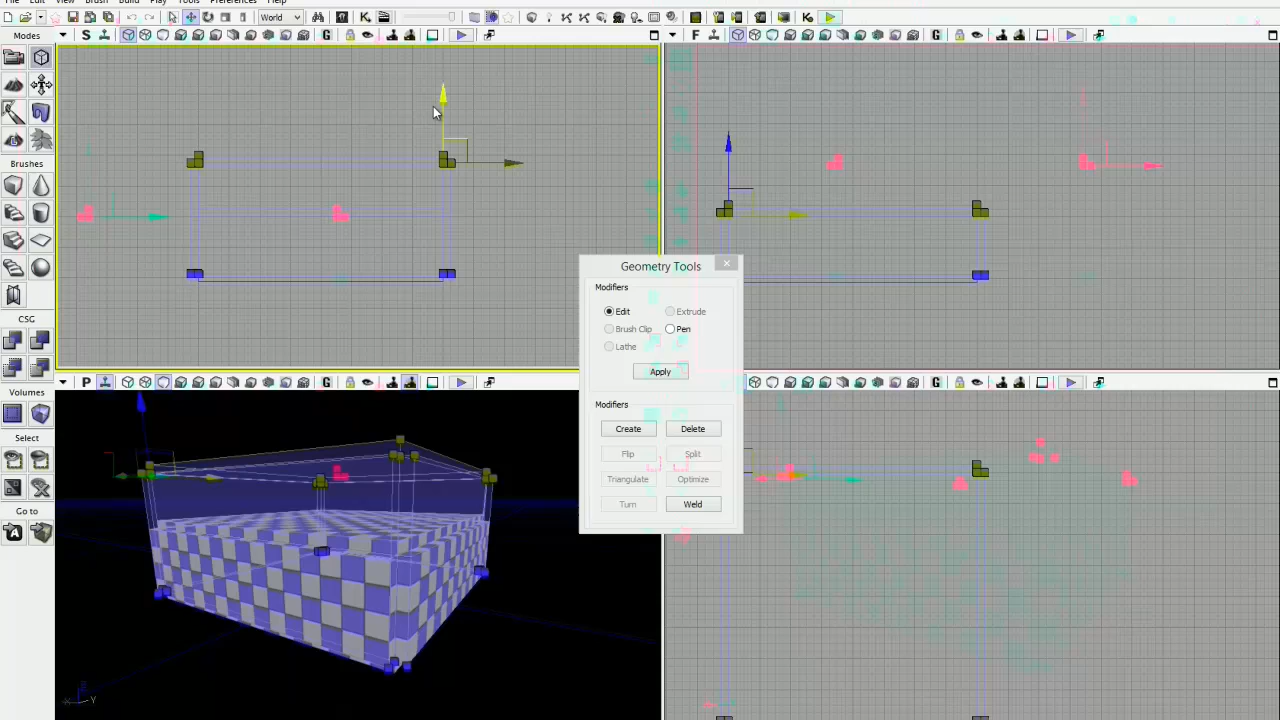 File Edit View Brush Build Play Tools Preferences Help
World
Modes
S
G
F
G
Brushes
CSG
Volumes
Select
Go to
P
G
G
Geometry Tools
Modifiers
Edit Extrude
Brush Clip Pen
Lathe
Apply
Modifiers
Create Delete
Flip Split
Triangulate Optimize
Turn Weld
X Y